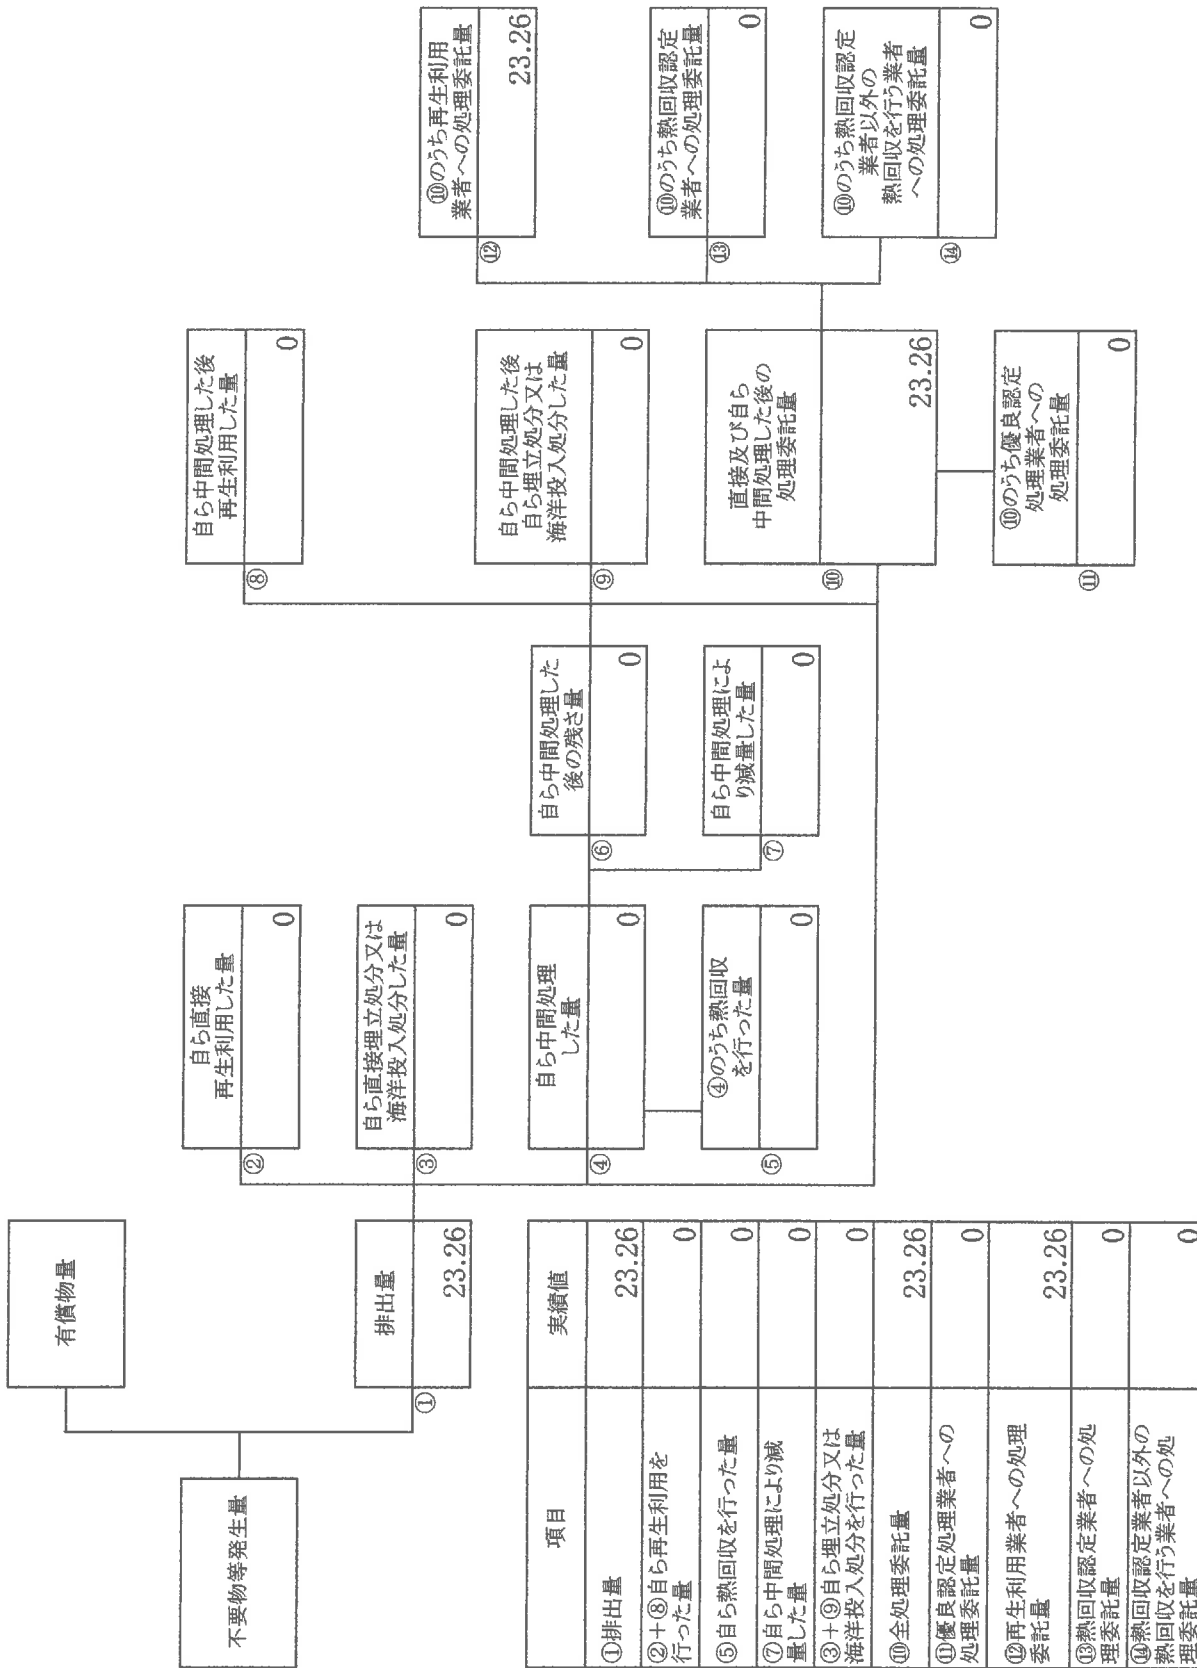 不要物等発生量
有償物量
排出量
①
23.26
自ら直接
再生利用した量
②
0
自ら直接埋立処分又は
海洋投入処分した量
③
0
自ら中間処理
した量
④
0
④のうち熱回収
を行った量
⑤
0
自ら中間処理した
後の残さ量
⑥
0
自ら中間処理によ
り減量した量
⑦
0
自ら中間処理した後
再生利用した量
⑧
0
自ら中間処理した後
自ら埋立処分又は
海洋投入処分した量
⑨
0
直接及び自ら
中間処理した後の
処理委託量
⑩
23.26
⑩のうち優良認定
処理業者への
処理委託量
⑪
0
⑩のうち再生利用
業者への処理委託量
⑫
23.26
⑩のうち熱回収認定
業者への処理委託量
⑬
0
⑩のうち熱回収認定
業者以外の
熱回収を行う業者
への処理委託量
⑭
0
項目 実績値
①排出量 23.26
②+⑧自ら再生利用を
行った量 0
⑤自ら熱回収を行った量 0
⑦自ら中間処理により減
量した量 0
③+⑨自ら埋立処分又は
海洋投入処分を行った量 0
⑩全処理委託量 23.26
⑪優良認定処理業者への
処理委託量 0
⑫再生利用業者への処理
委託量 23.26
⑬熱回収認定業者への処
理委託量 0
⑭熱回収認定業者以外の
熱回収を行う業者への処
理委託量 0